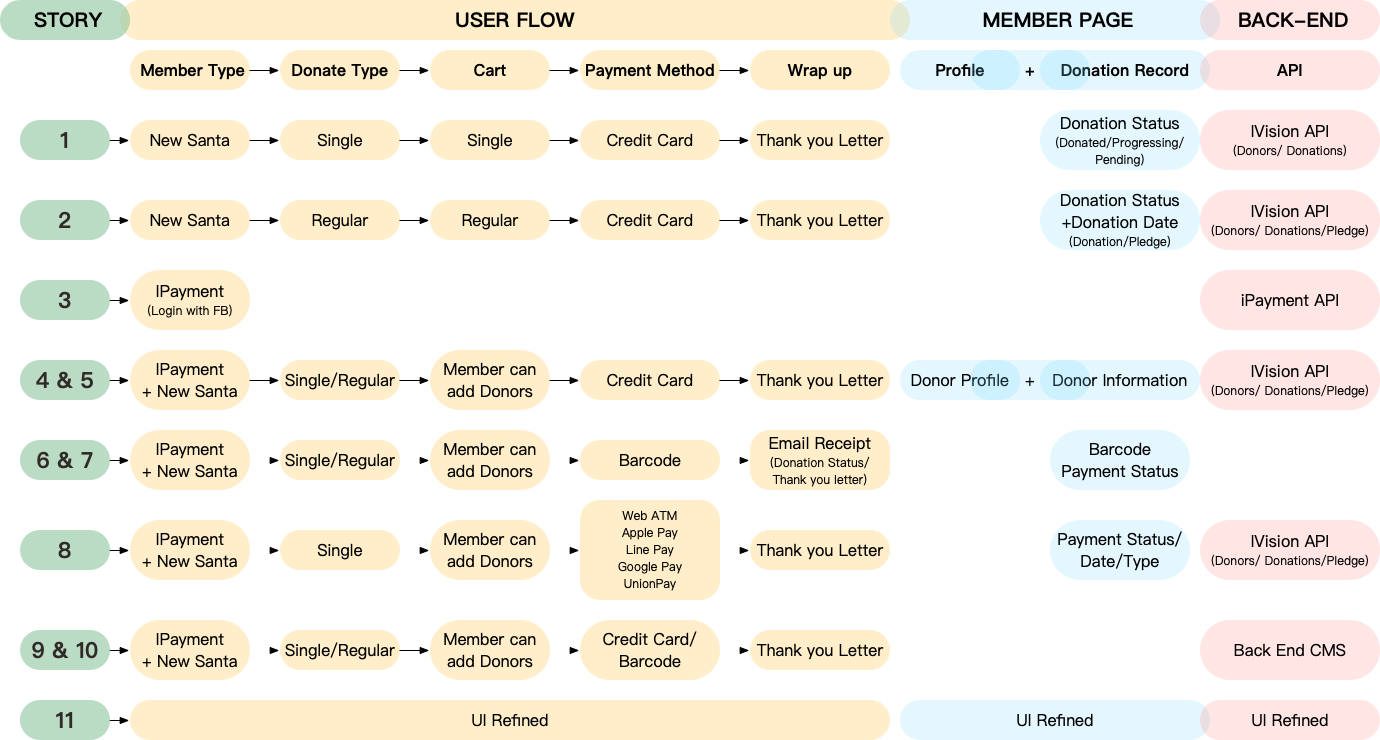 STORY
USER FLOW
MEMBER PAGE
BACK-END
Member Type
Donate Type
Cart
Payment Method
Wrap up
Profile
+
Donation Record
API
1
New Santa
Single
Single
Credit Card
Thank you Letter
Donation Status
(Donated/Progressing/
Pending)
IVision API
(Donors/ Donations)
2
New Santa
Regular
Regular
Credit Card
Thank you Letter
Donation Status
+Donation Date
(Donation/Pledge)
IVision API
(Donors/ Donations/Pledge)
3
IPayment
(Login with FB)
iPayment API
4 & 5
IPayment
+ New Santa
Single/Regular
Member can
add Donors
Credit Card
Thank you Letter
Donor Profile
+
Donor Information
IVision API
(Donors/ Donations/Pledge)
6 & 7
IPayment
+ New Santa
Single/Regular
Member can
add Donors
Barcode
Email Receipt
(Donation Status/
Thank you letter)
Barcode
Payment Status
8
IPayment
+ New Santa
Single
Member can
add Donors
Web ATM
Apple Pay
Line Pay
Google Pay
UnionPay
Thank you Letter
Payment Status/
Date/Type
IVision API
(Donors/ Donations/Pledge)
9 & 10
IPayment
+ New Santa
Single/Regular
Member can
add Donors
Credit Card/
Barcode
Thank you Letter
Back End CMS
11
UI Refined
UI Refined
UI Refined